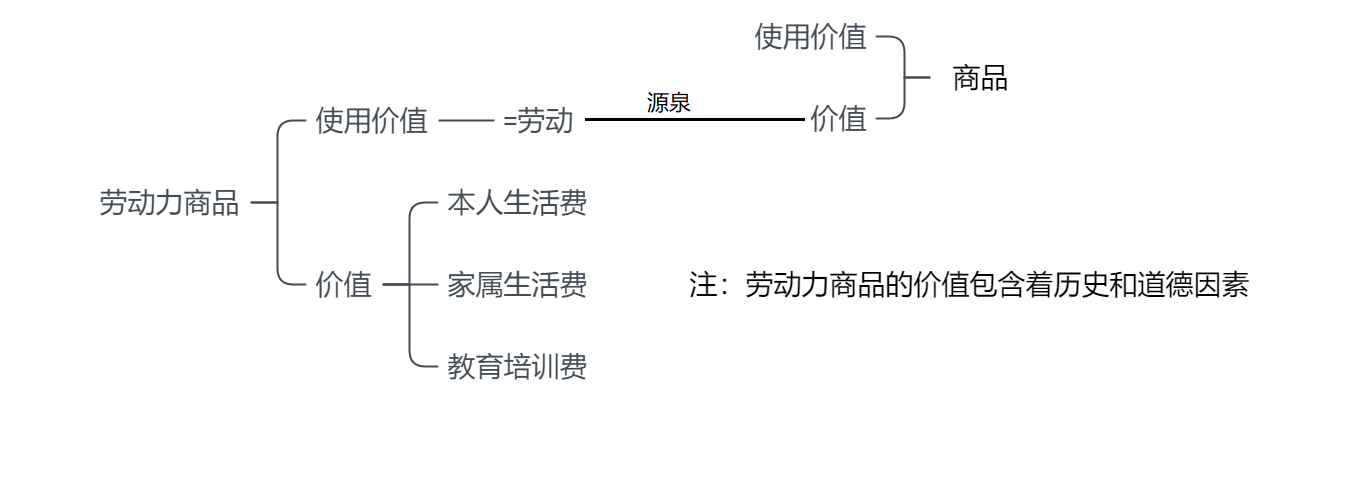 使用价值
商品
源泉
使用价值
=劳动
价值
劳动力商品
本人生活费
价值
家属生活费
注：劳动力商品的价值包含着历史和道德因素
教育培训费